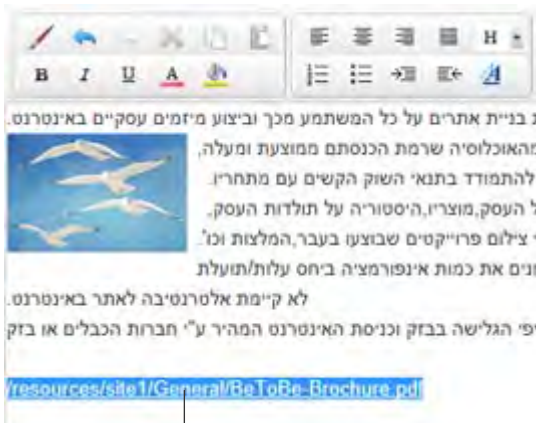 B I U A H
ת בניית אתרים על כל המשתמע מכך וביצוע מיזמים עסקיים באינטרנט.
מהאוכלוסיה שרמת הכנסתם ממוצעת ומעלה,
להתמודד בתנאי השוק הקשים עם מתחריו.
ל העסק,מוצריו,היסטוריה על תולדות העסק,
י צילום פרוייקטים שבוצעו בעבר,המלצות וכו'.
חנים את כמות אינפורמציה ביחס עלות/תועלת
לא קיימת אלטרנטיבה לאתר באינטרנט.
יפי הגלישה בבזק וכניסת האינטרנט המהיר ע"י חברות הכבלים או בזק
/resources/site1/General/BeToBe-Brochure.pdf